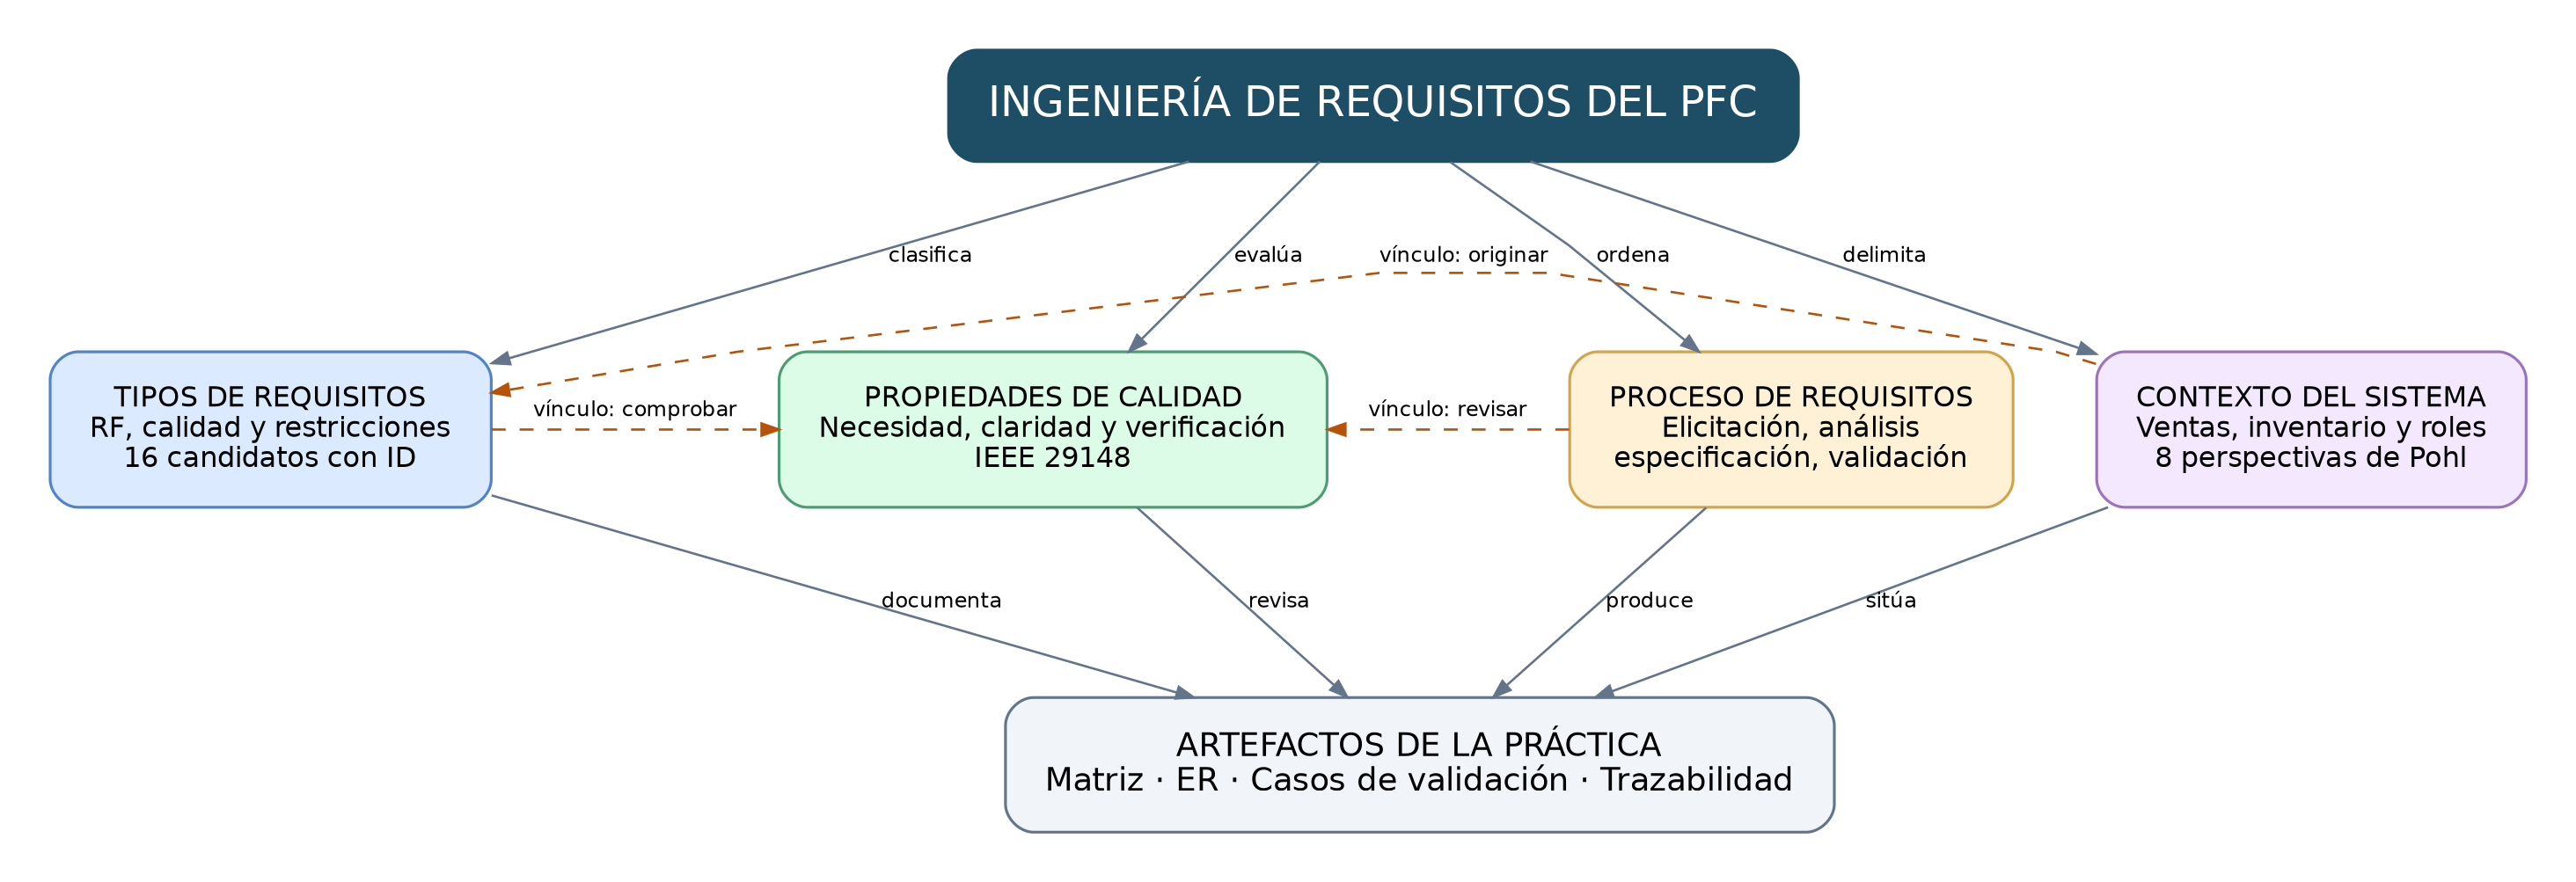 INGENIERÍA DE REQUISITOS DEL PFC
clasifica
evalúa
vínculo: originar
ordena
delimita
TIPOS DE REQUISITOS
RF, calidad y restricciones
16 candidatos con ID
vínculo: comprobar
PROPIEDADES DE CALIDAD
Necesidad, claridad y verificación
IEEE 29148
vínculo: revisar
PROCESO DE REQUISITOS
Elicitación, análisis
especificación, validación
CONTEXTO DEL SISTEMA
Ventas, inventario y roles
8 perspectivas de Pohl
documenta
revisa
produce
sitúa
ARTEFACTOS DE LA PRÁCTICA
Matriz · ER · Casos de validación · Trazabilidad